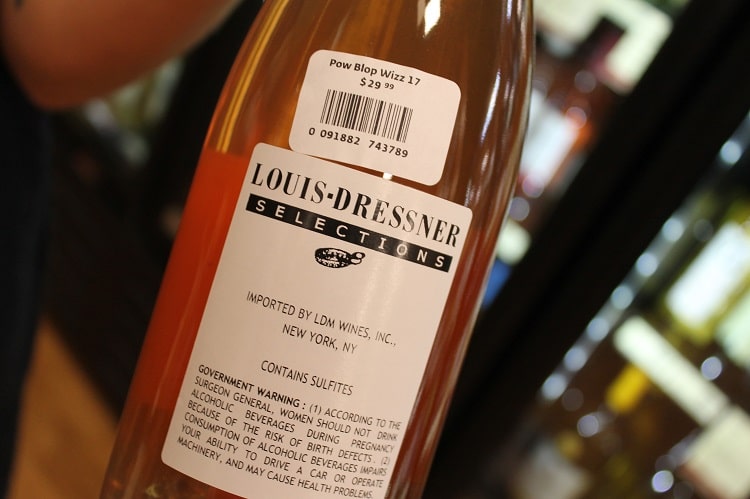 Pow Blop Wizz 17
$29.99
0 091882 743789
LOUIS-DRESSNER
SELECTIONS
IMPORTED BY LDM WINES, INC.,
NEW YORK, NY
CONTAINS SULFITES
GOVERNMENT WARNING : (1) ACCORDING TO THE
SURGEON GENERAL, WOMEN SHOULD NOT DRINK
ALCOHOLIC BEVERAGES DURING PREGNANCY
BECAUSE OF THE RISK OF BIRTH DEFECTS. (2)
CONSUMPTION OF ALCOHOLIC BEVERAGES IMPAIRS
YOUR ABILITY TO DRIVE A CAR OR OPERATE
MACHINERY, AND MAY CAUSE HEALTH PROBLEMS.